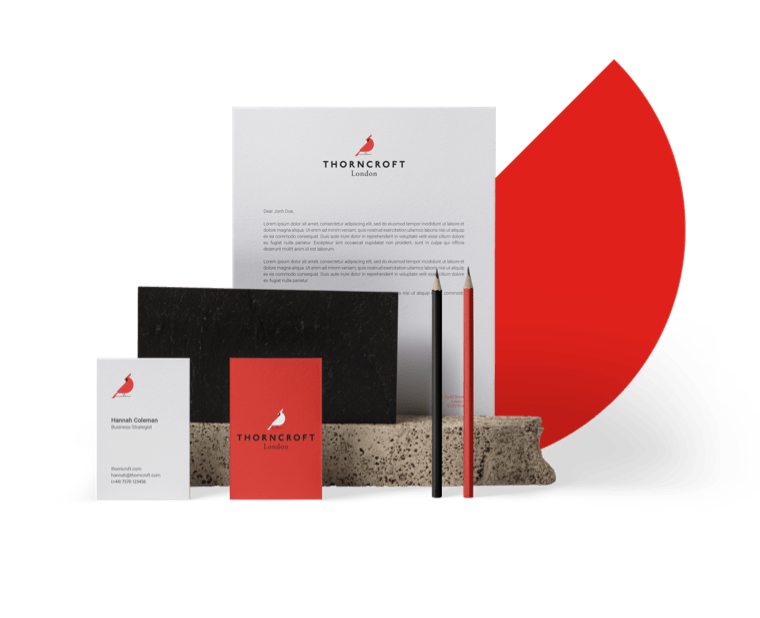 THORNCROFT
London
Dear Jonh Doe,
Lorem ipsum dolor sit amet, consectetur adipiscing elit, sed do eiusmod tempor incididunt ut labore et
dolore magna aliqua. Ut enim ad minim veniam, quis nostrud exercitation ullamco laboris nisi ut aliquip
ex ea commodo consequat. Duis aute irure dolor in reprehenderit in voluptate velit esse cillum dolore
eu fugiat nulla pariatur. Excepteur sint occaecat cupidatat non proident, sunt in culpa qui officia
deserunt mollit anim id est laborum.
Lorem ipsum dolor sit amet, consectetur adipiscing elit, sed do eiusmod tempor incididunt ut labore et
dolore magna aliqua. Ut enim ad minim veniam, quis nostrud exercitation ullamco laboris nisi ut aliquip
ex ea commodo consequat. Duis aute irure dolor in reprehenderit in voluptate velit esse cillum dolore
eu fugiat nulla pariatur.
nisi ut aliquip ex commodo
Hannah Coleman
Business Strategist
thorncroft.com
hannah@thorncroft.com
(+44) 7570 123456
THORNCROFT
London